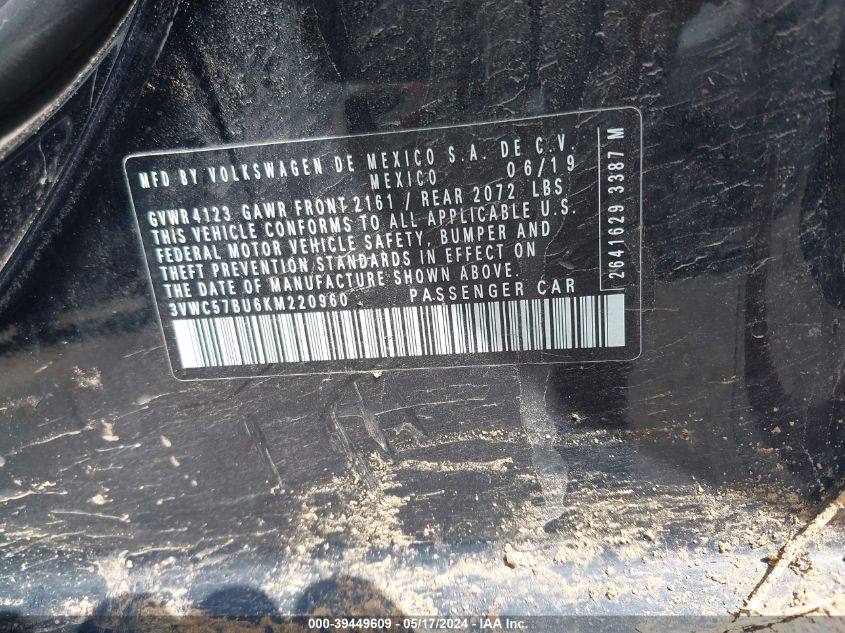 MFD BY VOLKSWAGEN DE MEXICO S.A. DE C.V.
MEXICO 06/19
GVWR 4123 GAWR FRONT 2161 / REAR 2072 LBS
THIS VEHICLE CONFORMS TO ALL APPLICABLE U.S.
FEDERAL MOTOR VEHICLE SAFETY, BUMPER AND
THEFT PREVENTION STANDARDS IN EFFECT ON
THE DATE OF MANUFACTURE SHOWN ABOVE.
3VWC57BU6KM220960 PASSENGER CAR
2641629 3387 M
000-39449609 - 05/17/2024 - IAA Inc.